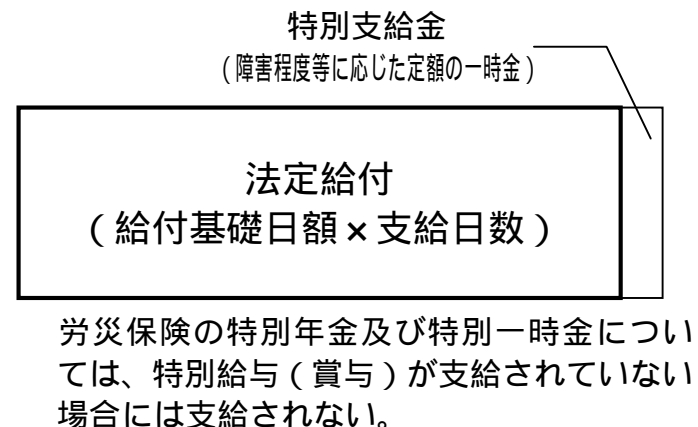 特別支給金
(障害程度等に応じた定額の一時金)
法定給付
(給付基礎日額×支給日数)
労災保険の特別年金及び特別一時金につい
ては、特別給与(賞与)が支給されていない
場合には支給されない。